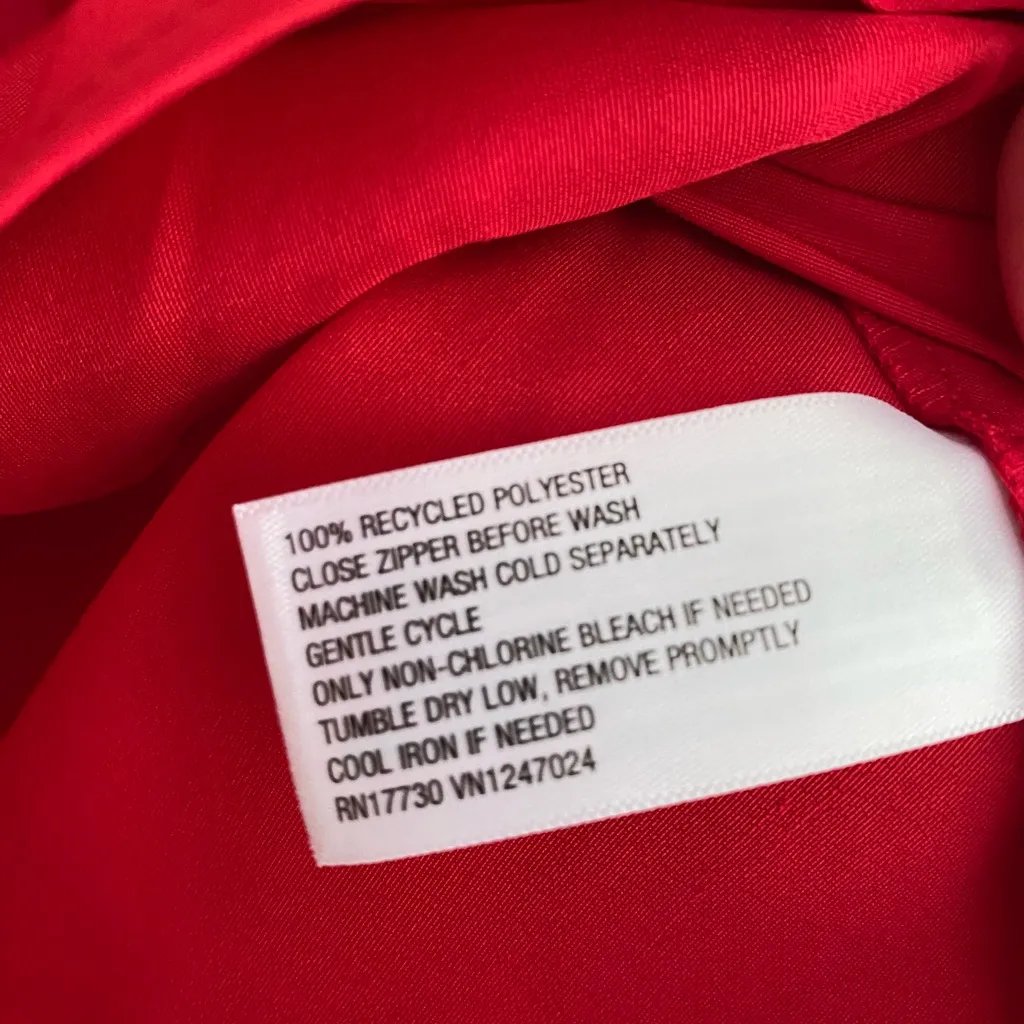 100% RECYCLED POLYESTER
CLOSE ZIPPER BEFORE WASH
MACHINE WASH COLD SEPARATELY
GENTLE CYCLE
ONLY NON-CHLORINE BLEACH IF NEEDED
TUMBLE DRY LOW, REMOVE PROMPTLY
COOL IRON IF NEEDED
RN17730 VN1247024